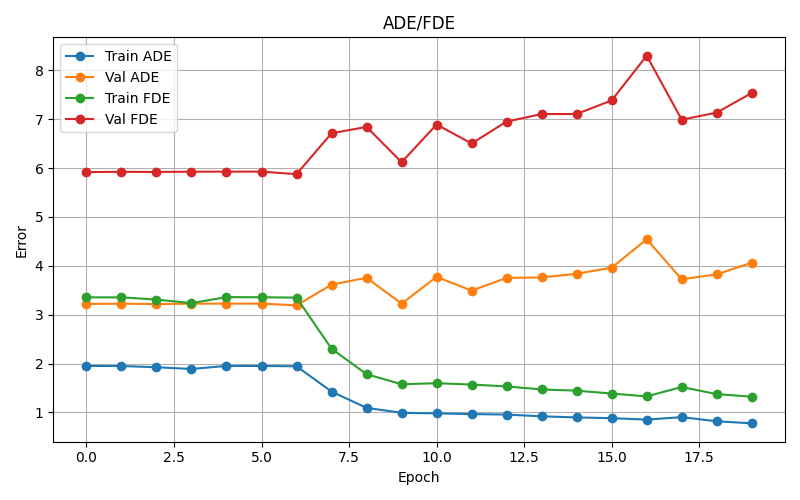 ADE/FDE
Train ADE
Val ADE
Train FDE
Val FDE
8
7
6
5
4
3
2
1
Error
0.0 2.5 5.0 7.5 10.0 12.5 15.0 17.5
Epoch